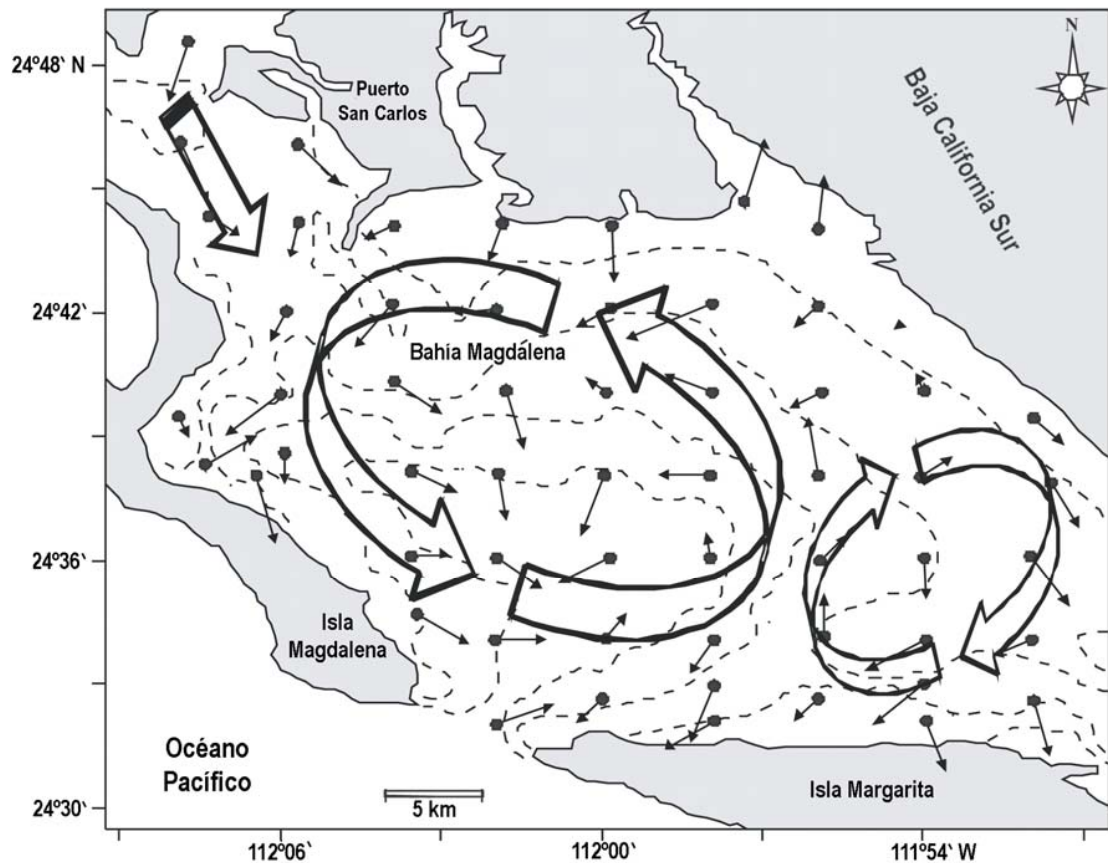 24º48‛ N
Puerto
San Carlos
N
Baja California Sur
24º42‛
Bahía Magdálena
24º36‛
Isla
Magdalena
Océano
Pacífico
5 km
Isla Margarita
24º30‛
112º06‛
112º00‛
111º54‛ W